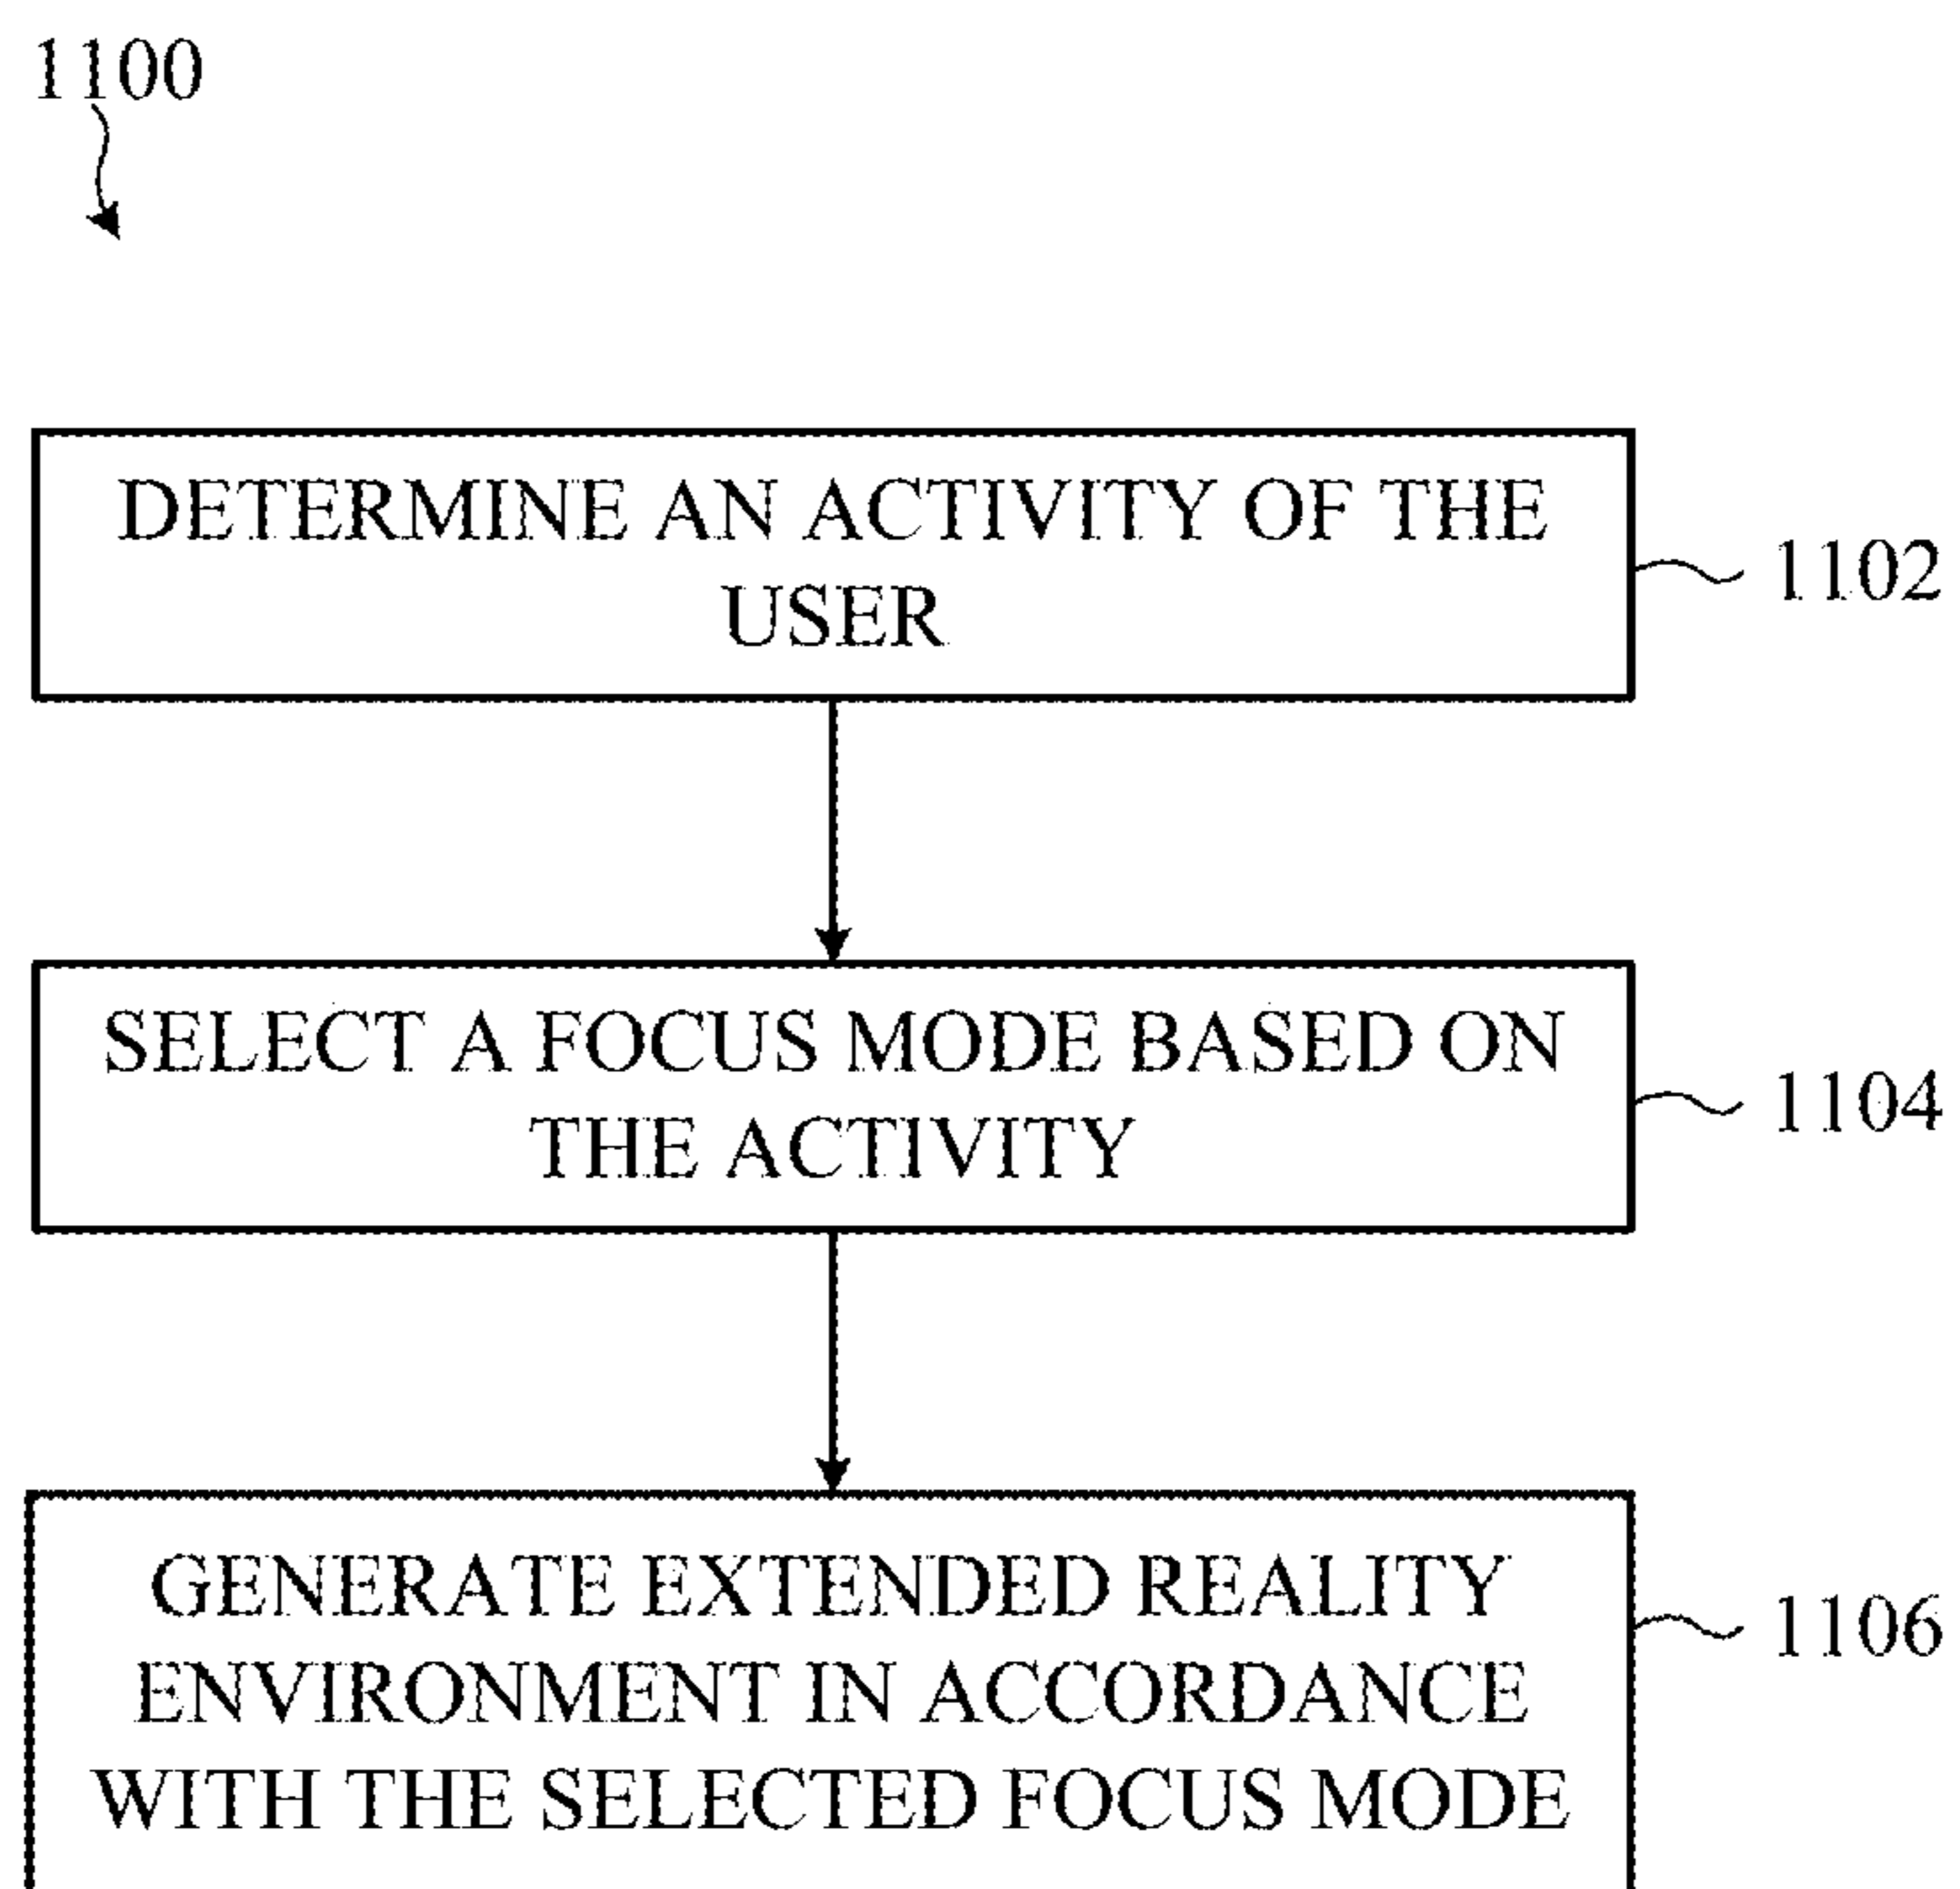 1100
DETERMINE AN ACTIVITY OF THE
USER
1102
SELECT A FOCUS MODE BASED ON
THE ACTIVITY
1104
GENERATE EXTENDED REALITY
ENVIRONMENT IN ACCORDANCE
WITH THE SELECTED FOCUS MODE
1106